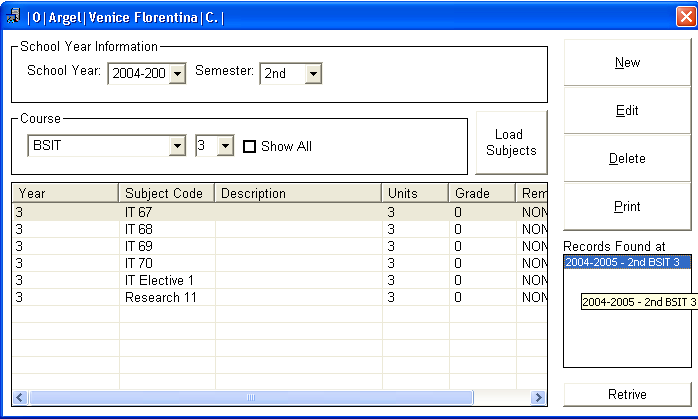 |0|Argel|Venice Florentina|C.|
School Year Information
School Year: 2004-200 Semester: 2nd
Course
BSIT 3 Show All
Load Subjects
New
Edit
Delete
Print
Year Subject Code Description Units Grade Rem
3 IT 67 3 0 NON
3 IT 68 3 0 NON
3 IT 69 3 0 NON
3 IT 70 3 0 NON
3 IT Elective 1 3 0 NON
3 Research 11 3 0 NON
Records Found at
2004-2005 - 2nd BSIT 3
2004-2005 - 2nd BSIT 3
Retrive